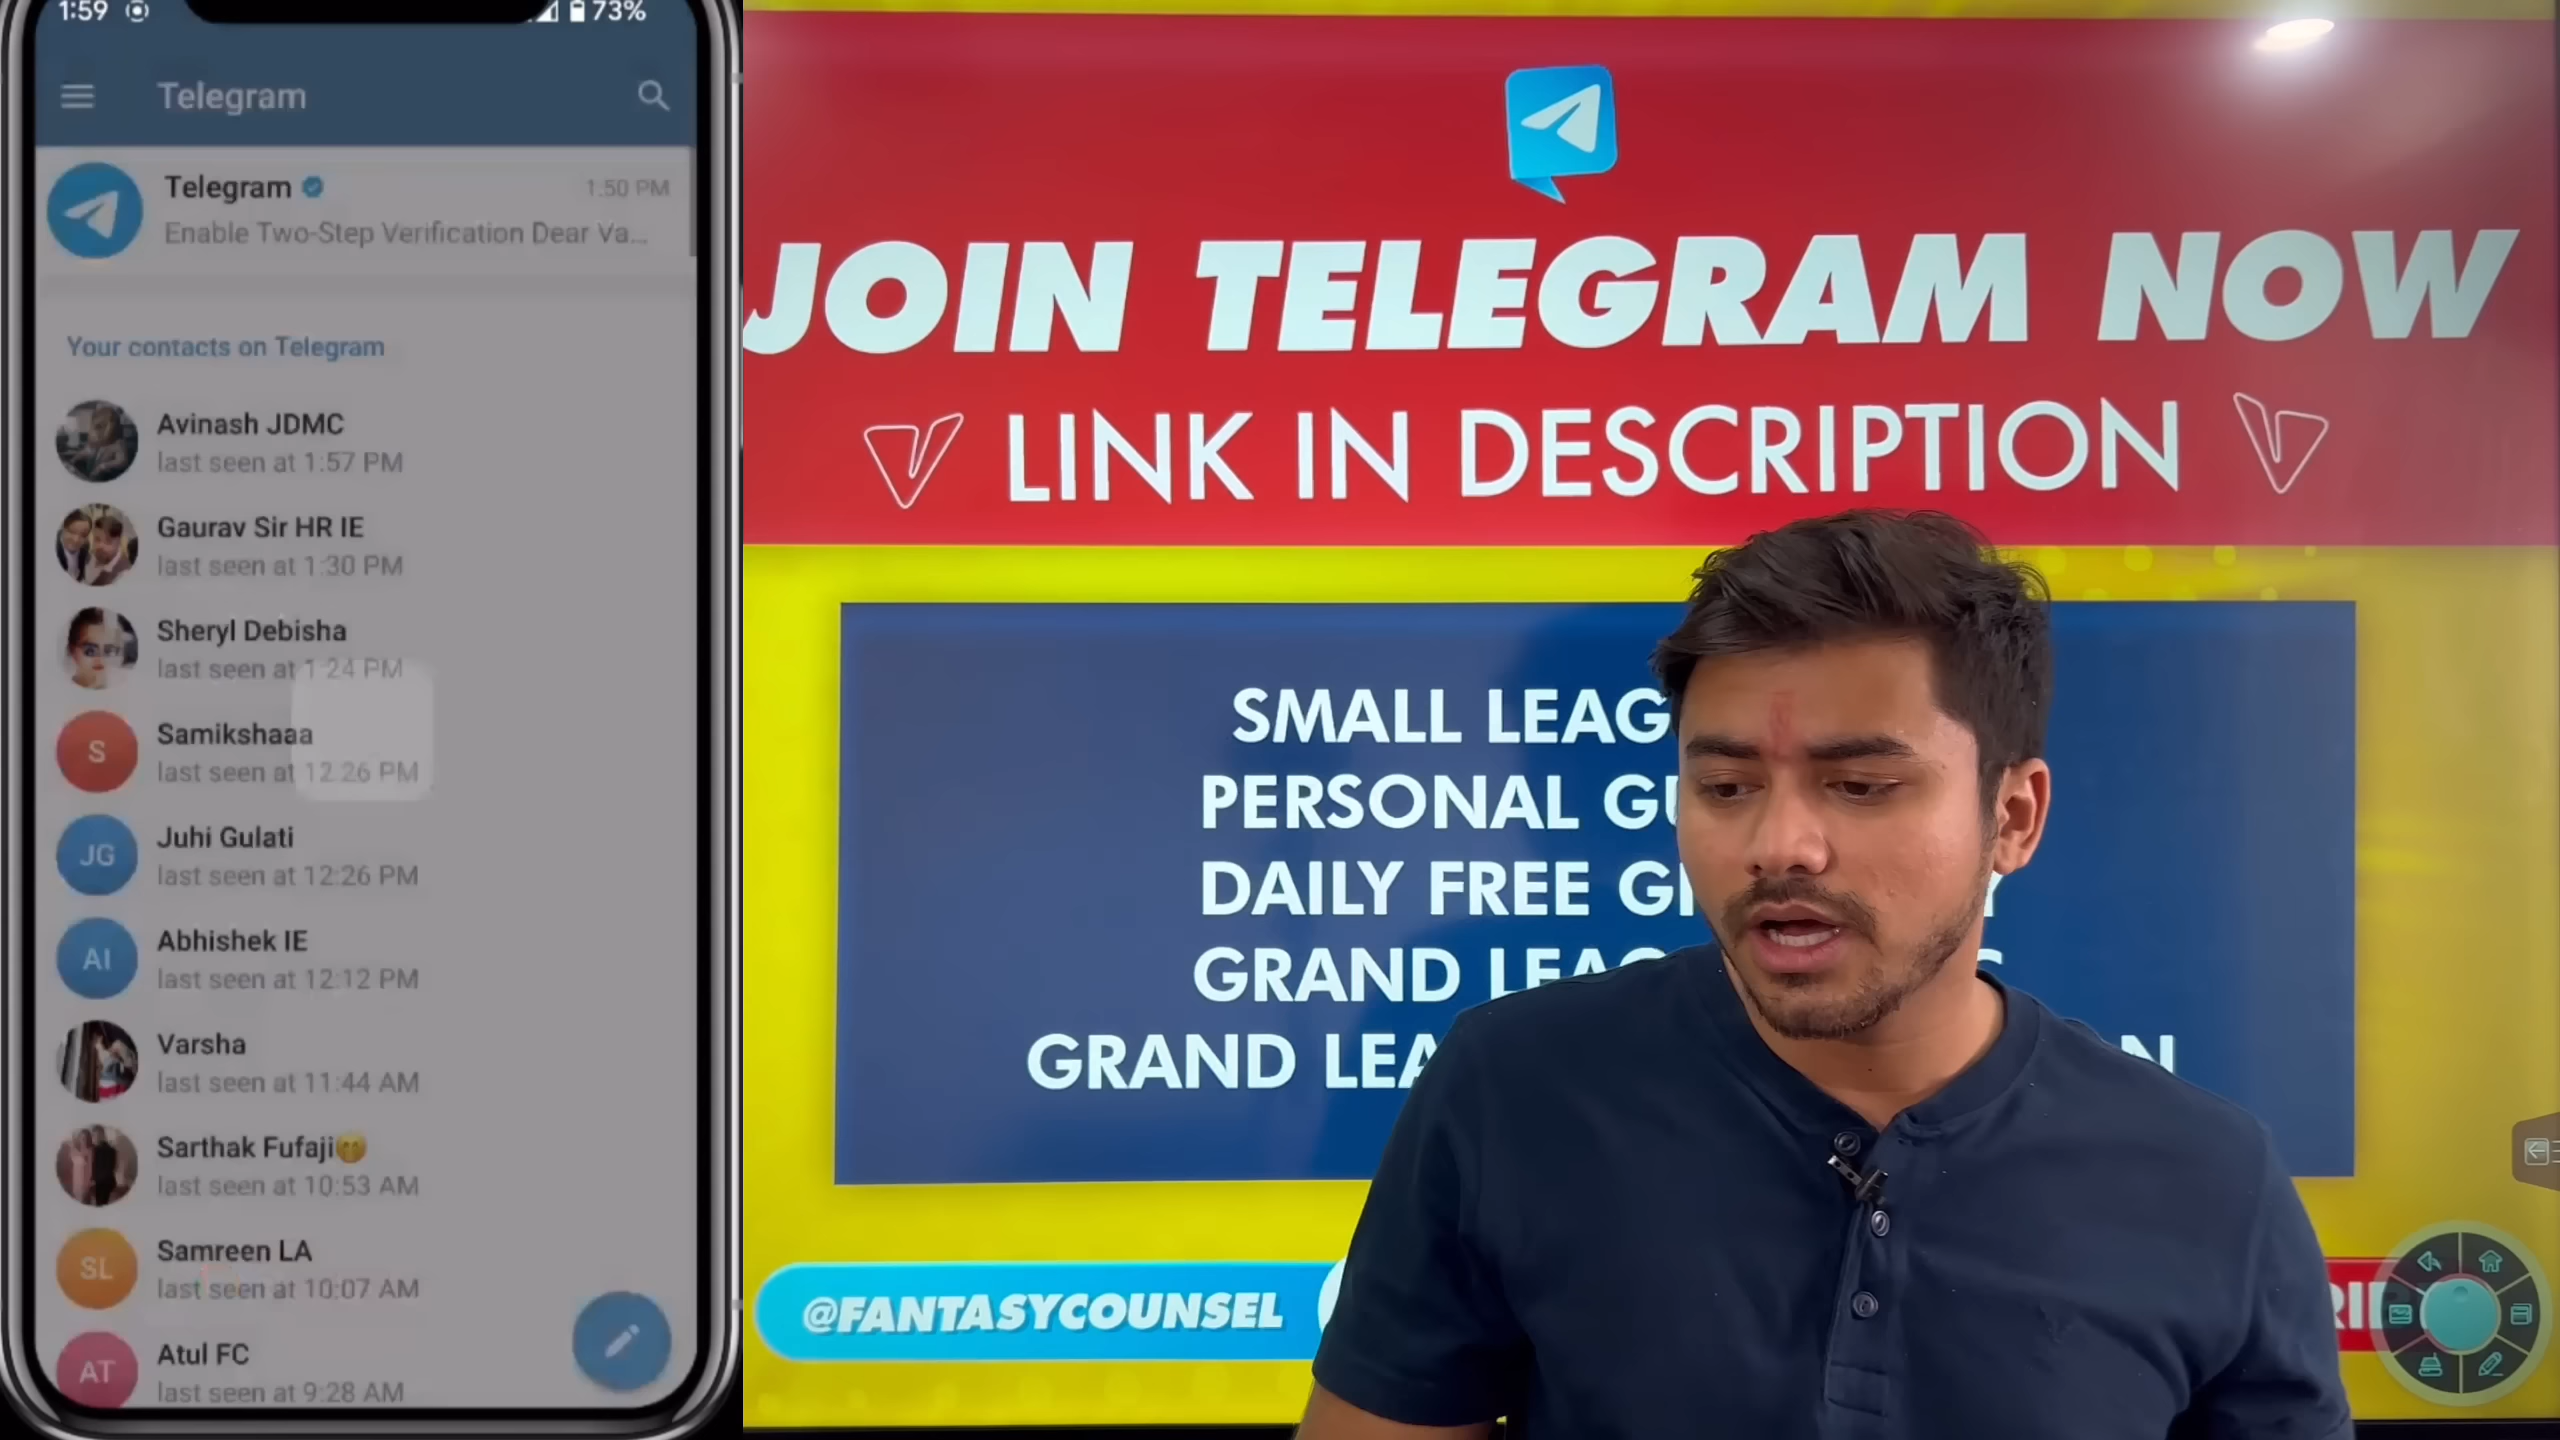 1:59
73%
Telegram
Telegram
1:50 PM
Enable Two-Step Verification Dear Va...
Your contacts on Telegram
Avinash JDMC
last seen at 1:57 PM
Gaurav Sir HR IE
last seen at 1:30 PM
Sheryl Debisha
last seen at 1:24 PM
S
Samikshaaa
last seen at 12:26 PM
JG
Juhi Gulati
last seen at 12:26 PM
AI
Abhishek IE
last seen at 12:12 PM
Varsha
last seen at 11:44 AM
Sarthak Fufaji🤭
last seen at 10:53 AM
SL
Samreen LA
last seen at 10:07 AM
AT
Atul FC
last seen at 9:28 AM
JOIN TELEGRAM NOW
LINK IN DESCRIPTION
SMALL
PERSONAL
DAILY FREE
GRAND
GRAND
@FANTASYCOUNSEL